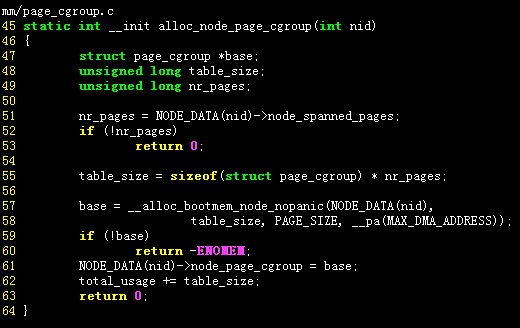 mm/page_cgroup.c
45 static int __init alloc_node_page_cgroup(int nid)
46 {
47         struct page_cgroup *base;
48         unsigned long table_size;
49         unsigned long nr_pages;
50
51         nr_pages = NODE_DATA(nid)->node_spanned_pages;
52         if (!nr_pages)
53                 return 0;
54
55         table_size = sizeof(struct page_cgroup) * nr_pages;
56
57         base = __alloc_bootmem_node_nopanic(NODE_DATA(nid),
58                         table_size, PAGE_SIZE, __pa(MAX_DMA_ADDRESS));
59         if (!base)
60                 return -ENOMEM;
61         NODE_DATA(nid)->node_page_cgroup = base;
62         total_usage += table_size;
63         return 0;
64 }